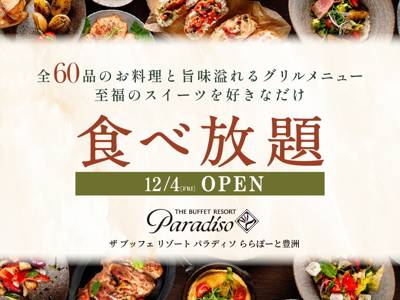 全60品のお料理と旨味溢れるグリルメニュー
至福のスイーツを好きなだけ
食べ放題
12/4[FRI] OPEN
THE BUFFET RESORT
Paradiso
ザ ブッフェ リゾート パラディソ ららぽーと豊洲